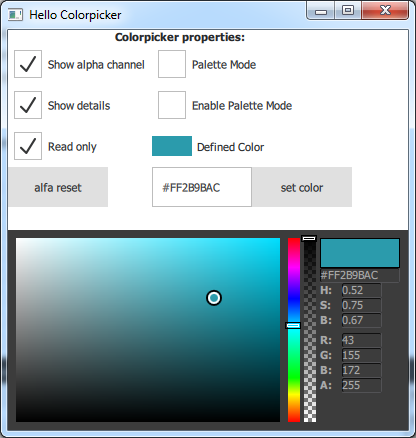 Hello Colorpicker
Colorpicker properties:
Show alpha channel Palette Mode
Show details Enable Palette Mode
Read only Defined Color
alfa reset #FF2B9BAC set color
#FF2B9BAC
H: 0.52
S: 0.75
B: 0.67
R: 43
G: 155
B: 172
A: 255